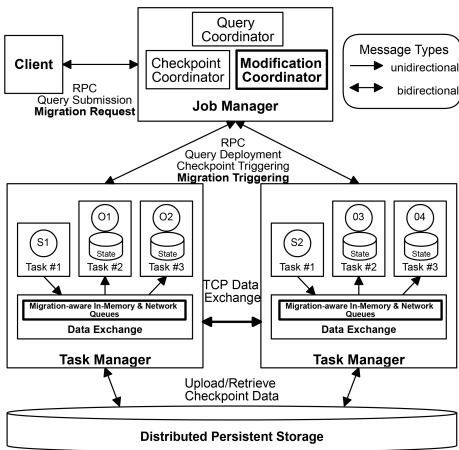 Query
Coordinator
Checkpoint
Coordinator
Modification
Coordinator
Job Manager
Client
RPC
Query Submission
Migration Request
Message Types
unidirectional
bidirectional
RPC
Query Deployment
Checkpoint Triggering
Migration Triggering
S1
Task #1
O1
State
Task #2
O2
State
Task #3
Migration-aware In-Memory & Network
Queues
Data Exchange
Task Manager
TCP Data
Exchange
S2
Task #1
03
State
Task #2
04
State
Task #3
Migration-aware In-Memory & Network
Queues
Data Exchange
Task Manager
Upload/Retrieve
Checkpoint Data
Distributed Persistent Storage